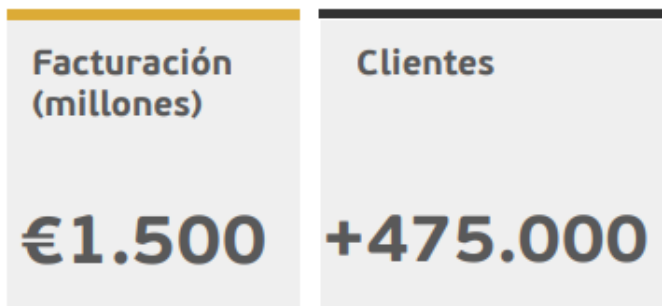 Facturación
(millones)
€1.500
Clientes
+475.000